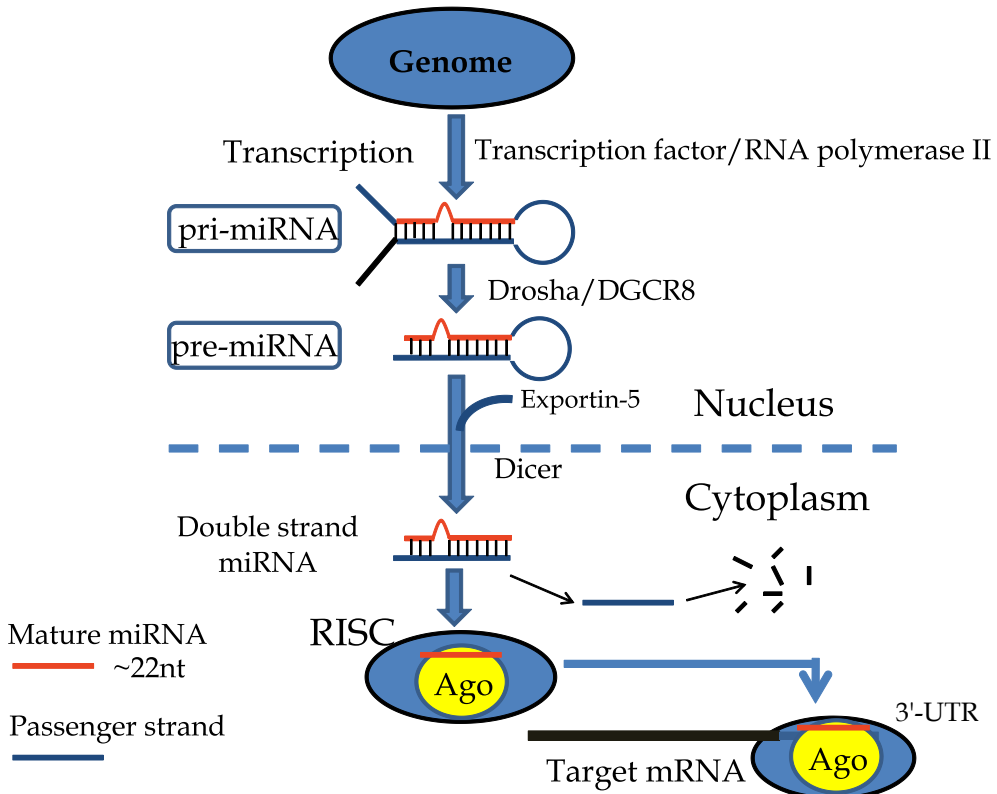 Genome
Transcription
Transcription factor/RNA polymerase II
pri-miRNA
Drosha/DGCR8
pre-miRNA
Exportin-5
Nucleus
Dicer
Cytoplasm
Double strand
miRNA
RISC
Mature miRNA
~22nt
Ago
Passenger strand
3'-UTR
Ago
Target mRNA